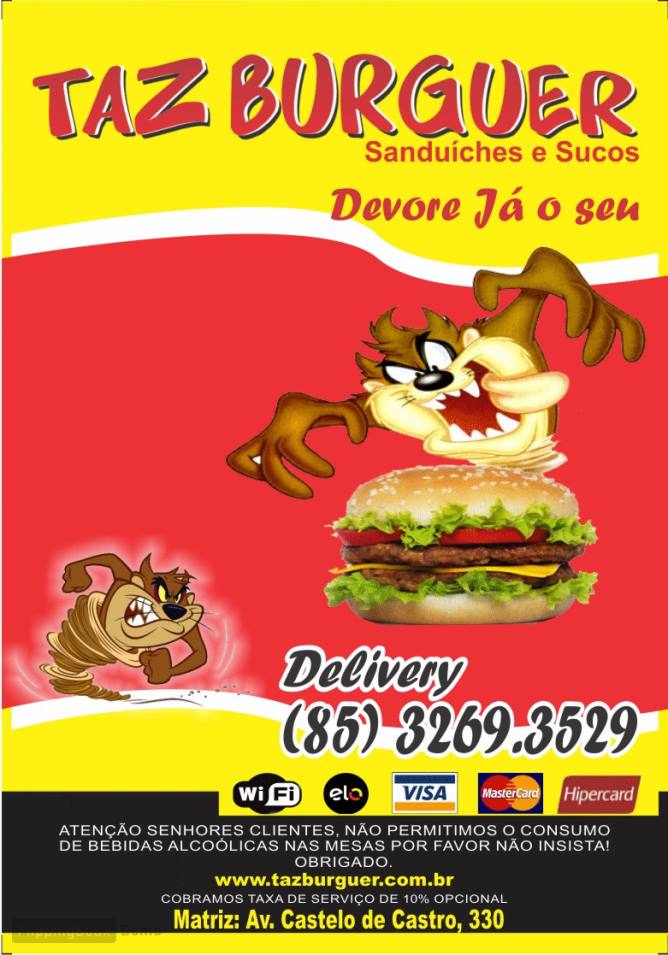 TAZ BURGUER
Sanduíches e Sucos
Devore Já o seu
Delivery
(85) 3269.3529
Wi Fi elo VISA MasterCard Hipercard
ATENÇÃO SENHORES CLIENTES, NÃO PERMITIMOS O CONSUMO
DE BEBIDAS ALCOÓLICAS NAS MESAS POR FAVOR NÃO INSISTA!
OBRIGADO.
www.tazburguer.com.br
COBRAMOS TAXA DE SERVIÇO DE 10% OPCIONAL
Matriz: Av. Castelo de Castro, 330